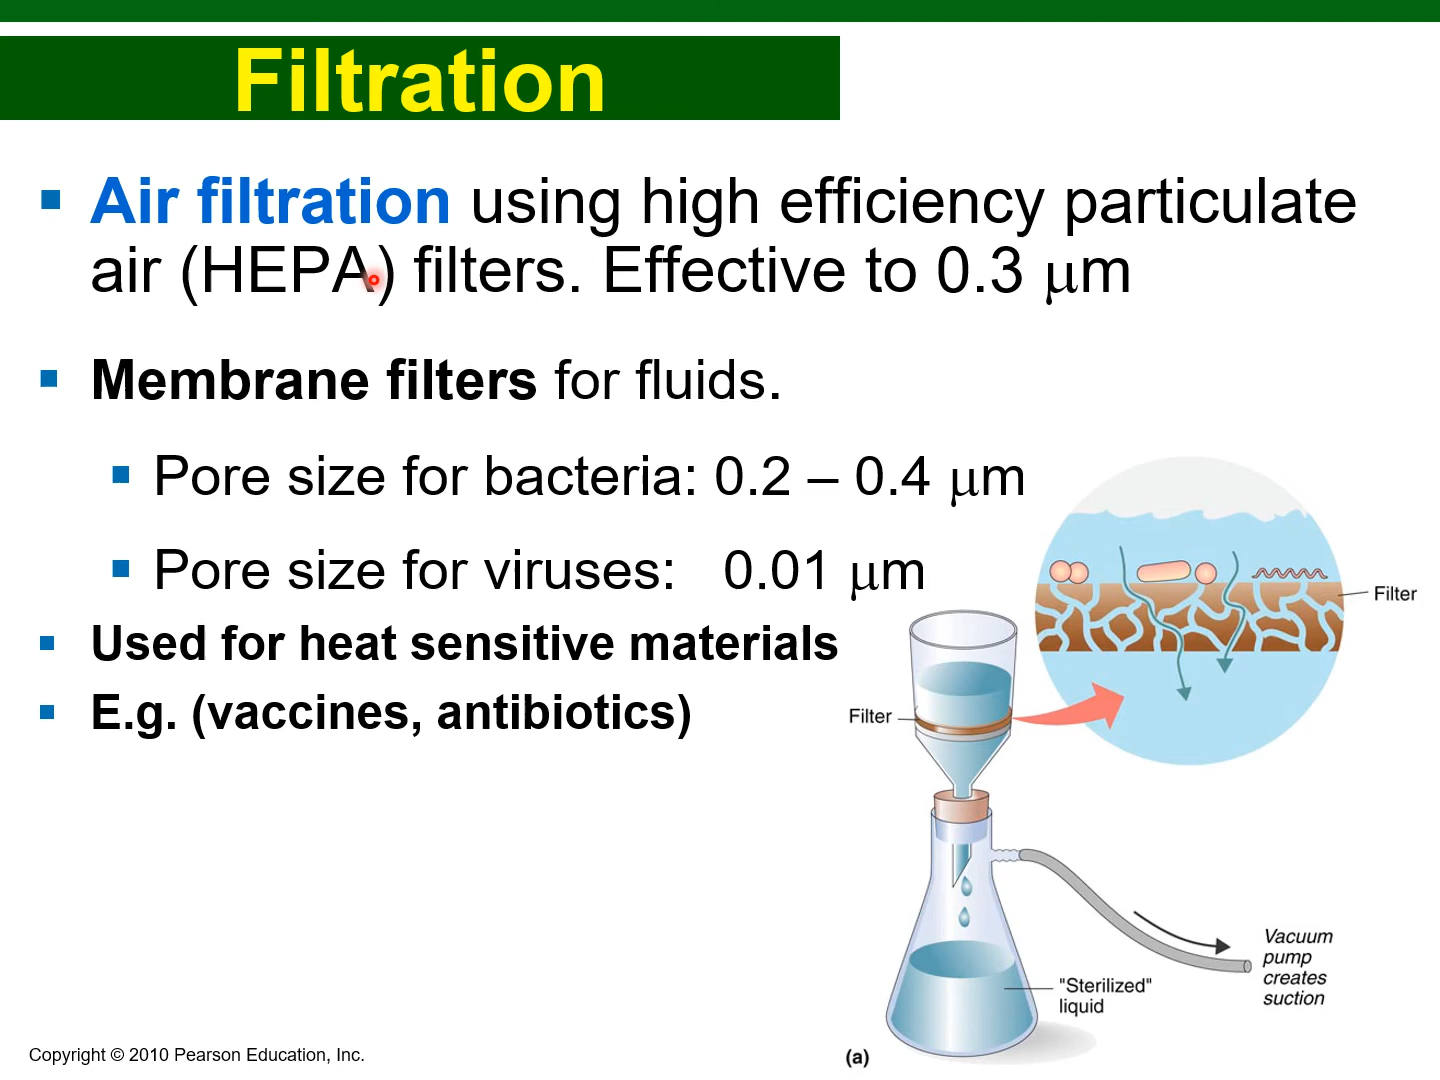 Filtration
Air filtration using high efficiency particulate
air (HEPA) filters. Effective to 0.3 μm
Membrane filters for fluids.
Pore size for bacteria: 0.2 – 0.4 μm
Pore size for viruses: 0.01 μm
Used for heat sensitive materials
E.g. (vaccines, antibiotics)
Filter
Filter
Vacuum
pump
creates
suction
"Sterilized"
liquid
(a)
Copyright © 2010 Pearson Education, Inc.